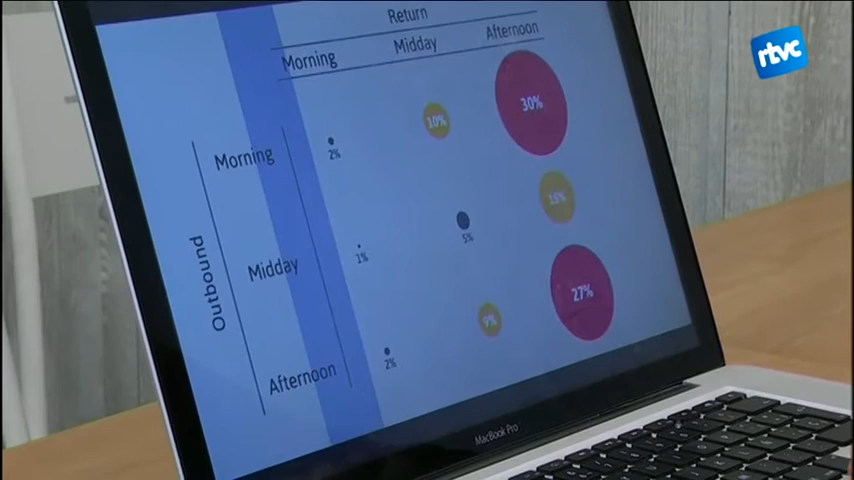 rtvc
Return
Morning Midday Afternoon
Outbound
Morning 2% 10% 30%
Midday 1% 5% 15%
Afternoon 2% 9% 27%
MacBook Pro